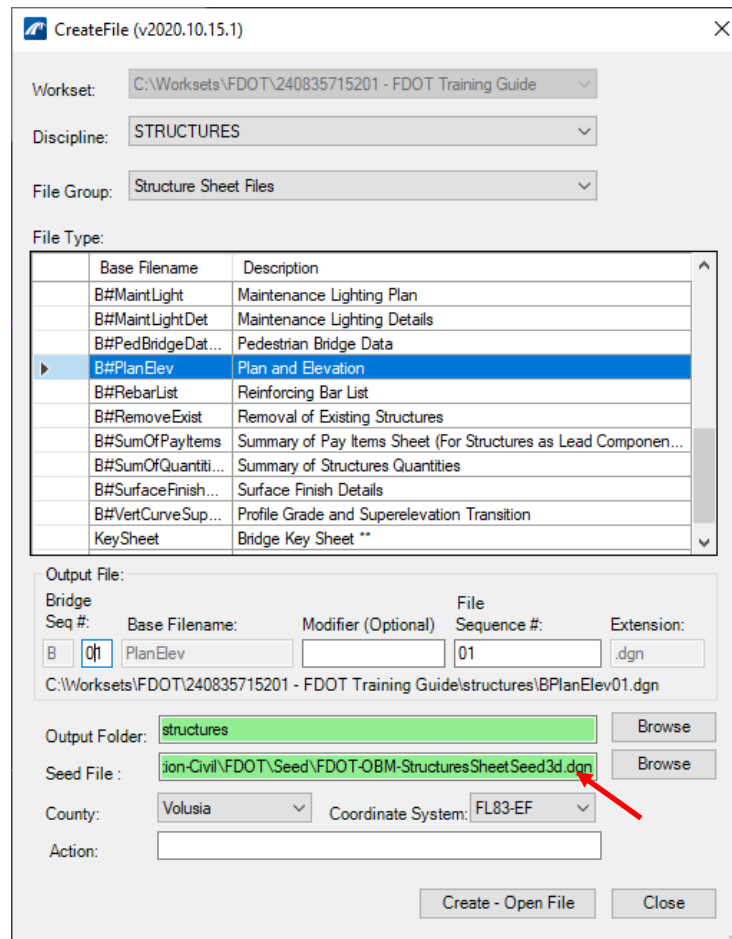 CreateFile (v2020.10.15.1)
Workset: C:\Worksets\FDOT\240835715201 - FDOT Training Guide
Discipline: STRUCTURES
File Group: Structure Sheet Files
File Type:
Base Filename Description
B#MaintLight Maintenance Lighting Plan
B#MaintLightDet Maintenance Lighting Details
B#PedBridgeDat... Pedestrian Bridge Data
B#PlanElev Plan and Elevation
B#RebarList Reinforcing Bar List
B#RemoveExist Removal of Existing Structures
B#SumOfPayItems Summary of Pay Items Sheet (For Structures as Lead Componen...
B#SumOfQuantiti... Summary of Structures Quantities
B#SurfaceFinish... Surface Finish Details
B#VertCurveSup... Profile Grade and Superelevation Transition
KeySheet Bridge Key Sheet **
Output File:
Bridge File
Seq #: Base Filename: Modifier (Optional) Sequence #: Extension:
B 01 PlanElev 01 .dgn
C:\Worksets\FDOT\240835715201 - FDOT Training Guide\structures\BPlanElev01.dgn
Output Folder: structures Browse
Seed File : :ion-Civil\FDOT\Seed\FDOT-OBM-StructuresSheetSeed3d.dgn Browse
County: Volusia Coordinate System: FL83-EF
Action:
Create - Open File Close